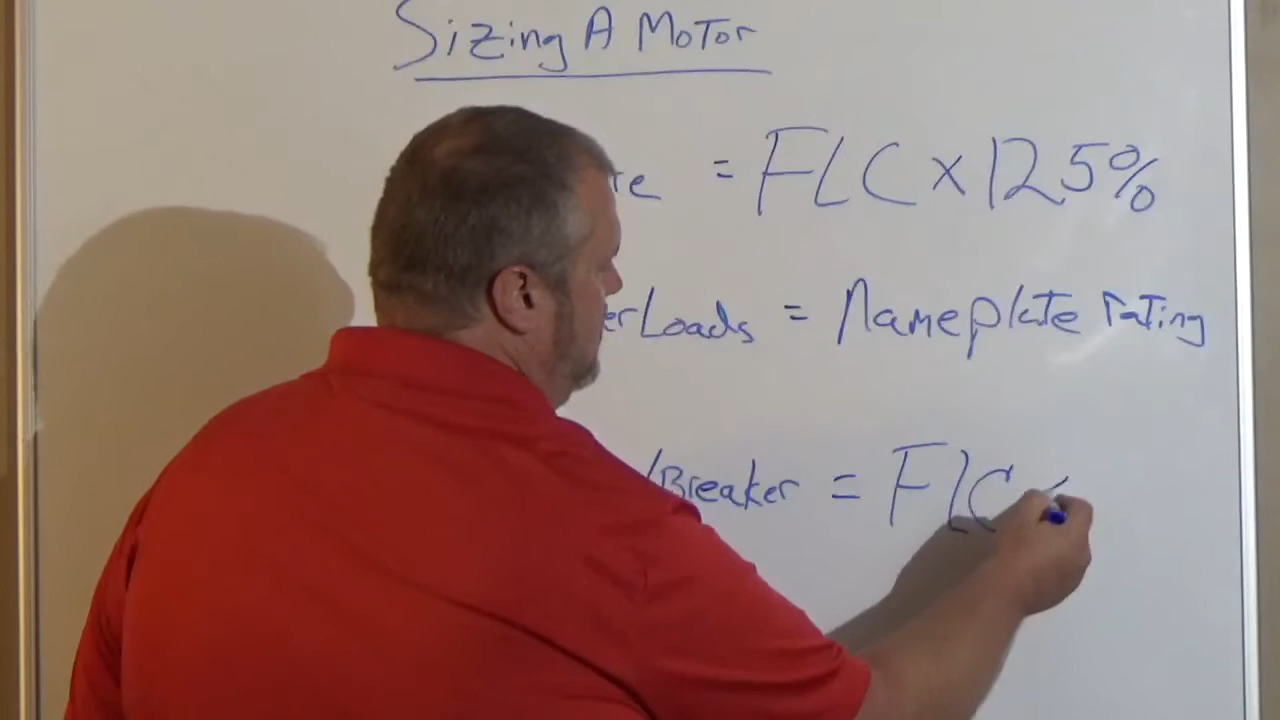 Sizing A Motor
= FLC x 125%
erLoads = Nameplate rating
/Breaker = FLC